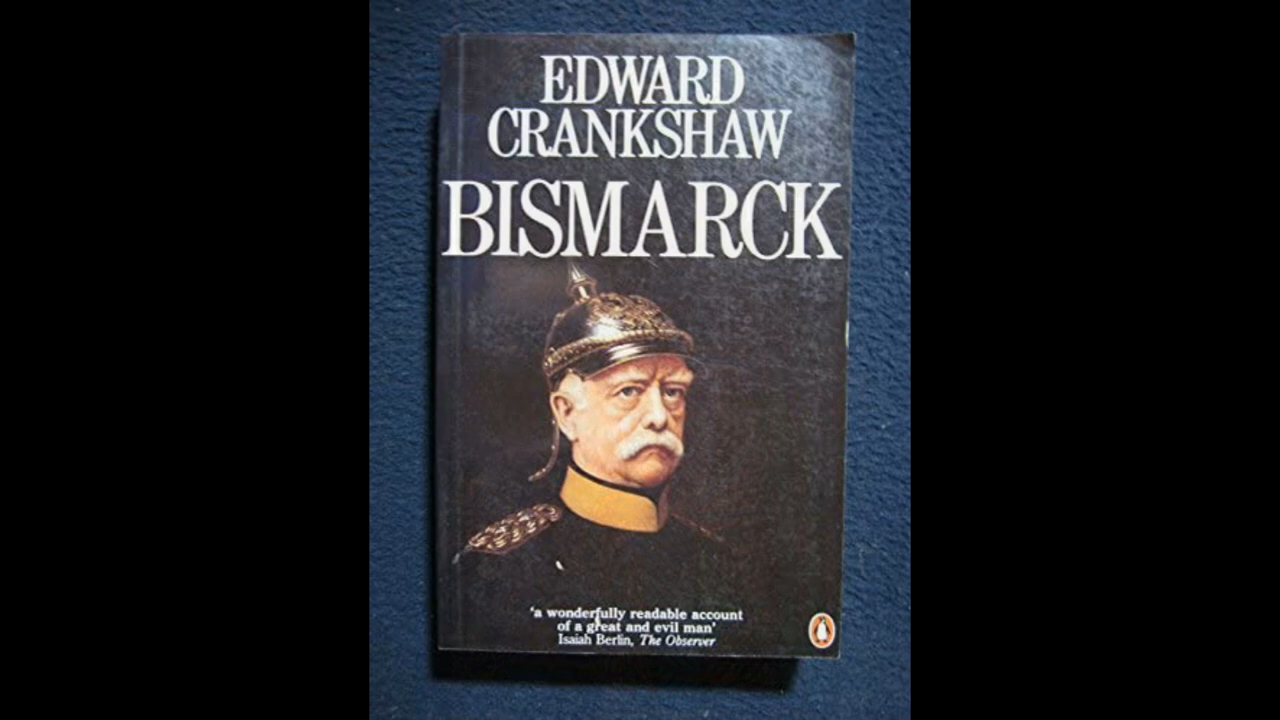 EDWARD
CRANKSHAW
BISMARCK
‘a wonderfully readable account
of a great and evil man’
Isaiah Berlin, The Observer